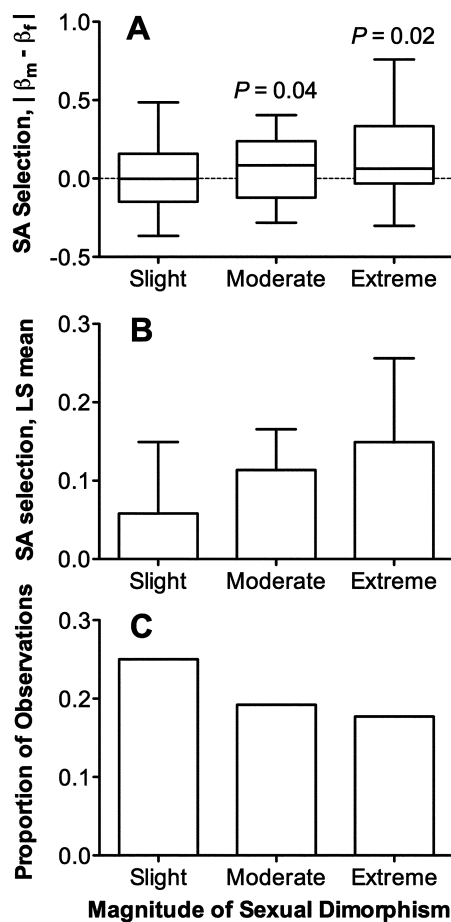 A
SA Selection, | βm - βf |
1.0
0.5
0.0
-0.5
P = 0.04
P = 0.02
Slight Moderate Extreme
B
SA selection, LS mean
0.3
0.2
0.1
0.0
Slight Moderate Extreme
C
Proportion of Observations
0.3
0.2
0.1
0.0
Slight Moderate Extreme
Magnitude of Sexual Dimorphism